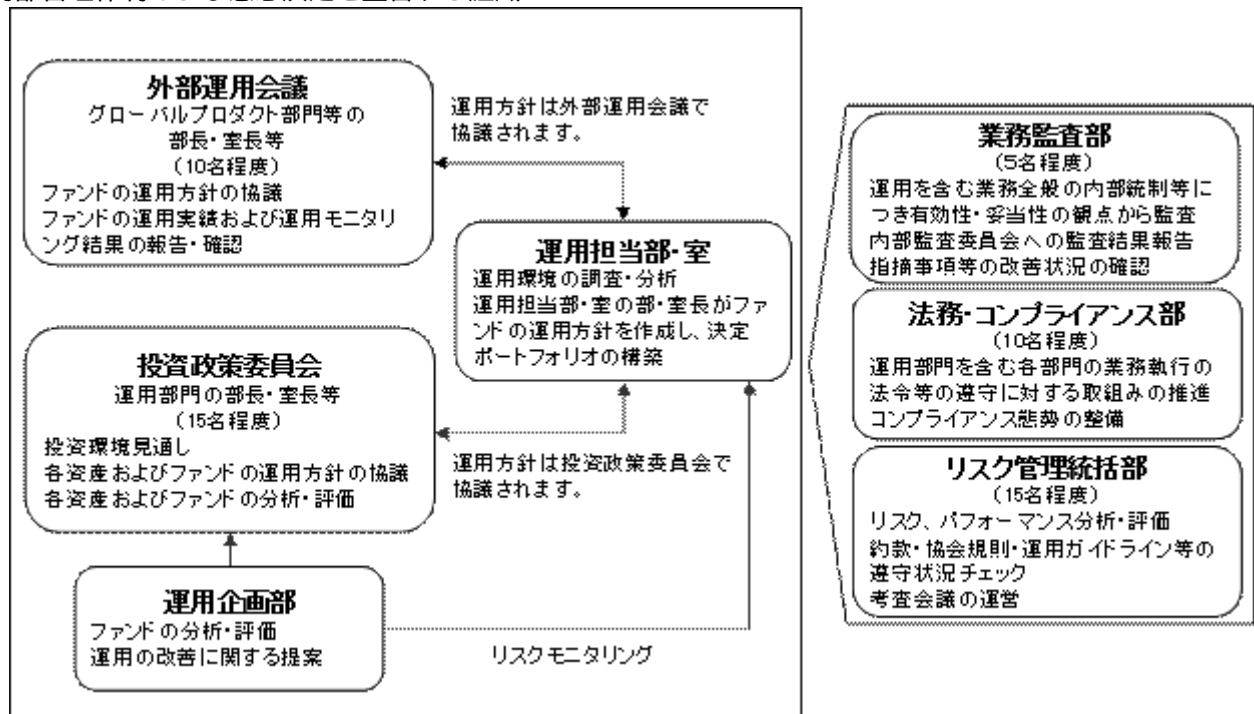 外部運用会議
グローバルプロダクト部門等の
部長・室長等
(10名程度)
ファンドの運用方針の協議
ファンドの運用実績および運用モニタリ
ング結果の報告・確認
運用方針は外部運用会議で
協議されます。
運用担当部・室
運用環境の調査・分析
運用担当部・室の部・室長がファ
ンドの運用方針を作成し、決定
ポートフォリオの構築
投資政策委員会
運用部門の部長・室長等
(15名程度)
投資環境見通し
各資産およびファンドの運用方針の協議
各資産およびファンドの分析・評価
運用方針は投資政策委員会で
協議されます。
運用企画部
ファンドの分析・評価
運用の改善に関する提案
リスクモニタリング
業務監査部
(5名程度)
運用を含む業務全般の内部統制等に
つき有効性・妥当性の観点から監査
内部監査委員会への監査結果報告
指摘事項等の改善状況の確認
法務・コンプライアンス部
(10名程度)
運用部門を含む各部門の業務執行の
法令等の遵守に対する取組みの推進
コンプライアンス態勢の整備
リスク管理統括部
(15名程度)
リスク、パフォーマンス分析・評価
約款・協会規則・運用ガイドライン等の
遵守状況チェック
考査会議の運営